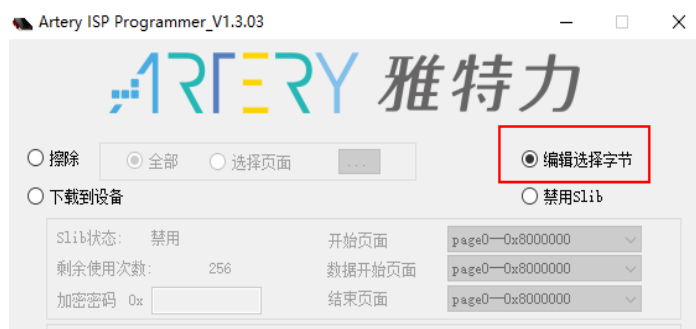 Artery ISP Programmer_V1.3.03
ARTERY 雅特力
擦除 全部 选择页面 ... 编辑选择字节
下载到设备 禁用Slib
Slib状态: 禁用 开始页面 page0—0x8000000
剩余使用次数: 256 数据开始页面 page0—0x8000000
加密密码 0x 结束页面 page0—0x8000000